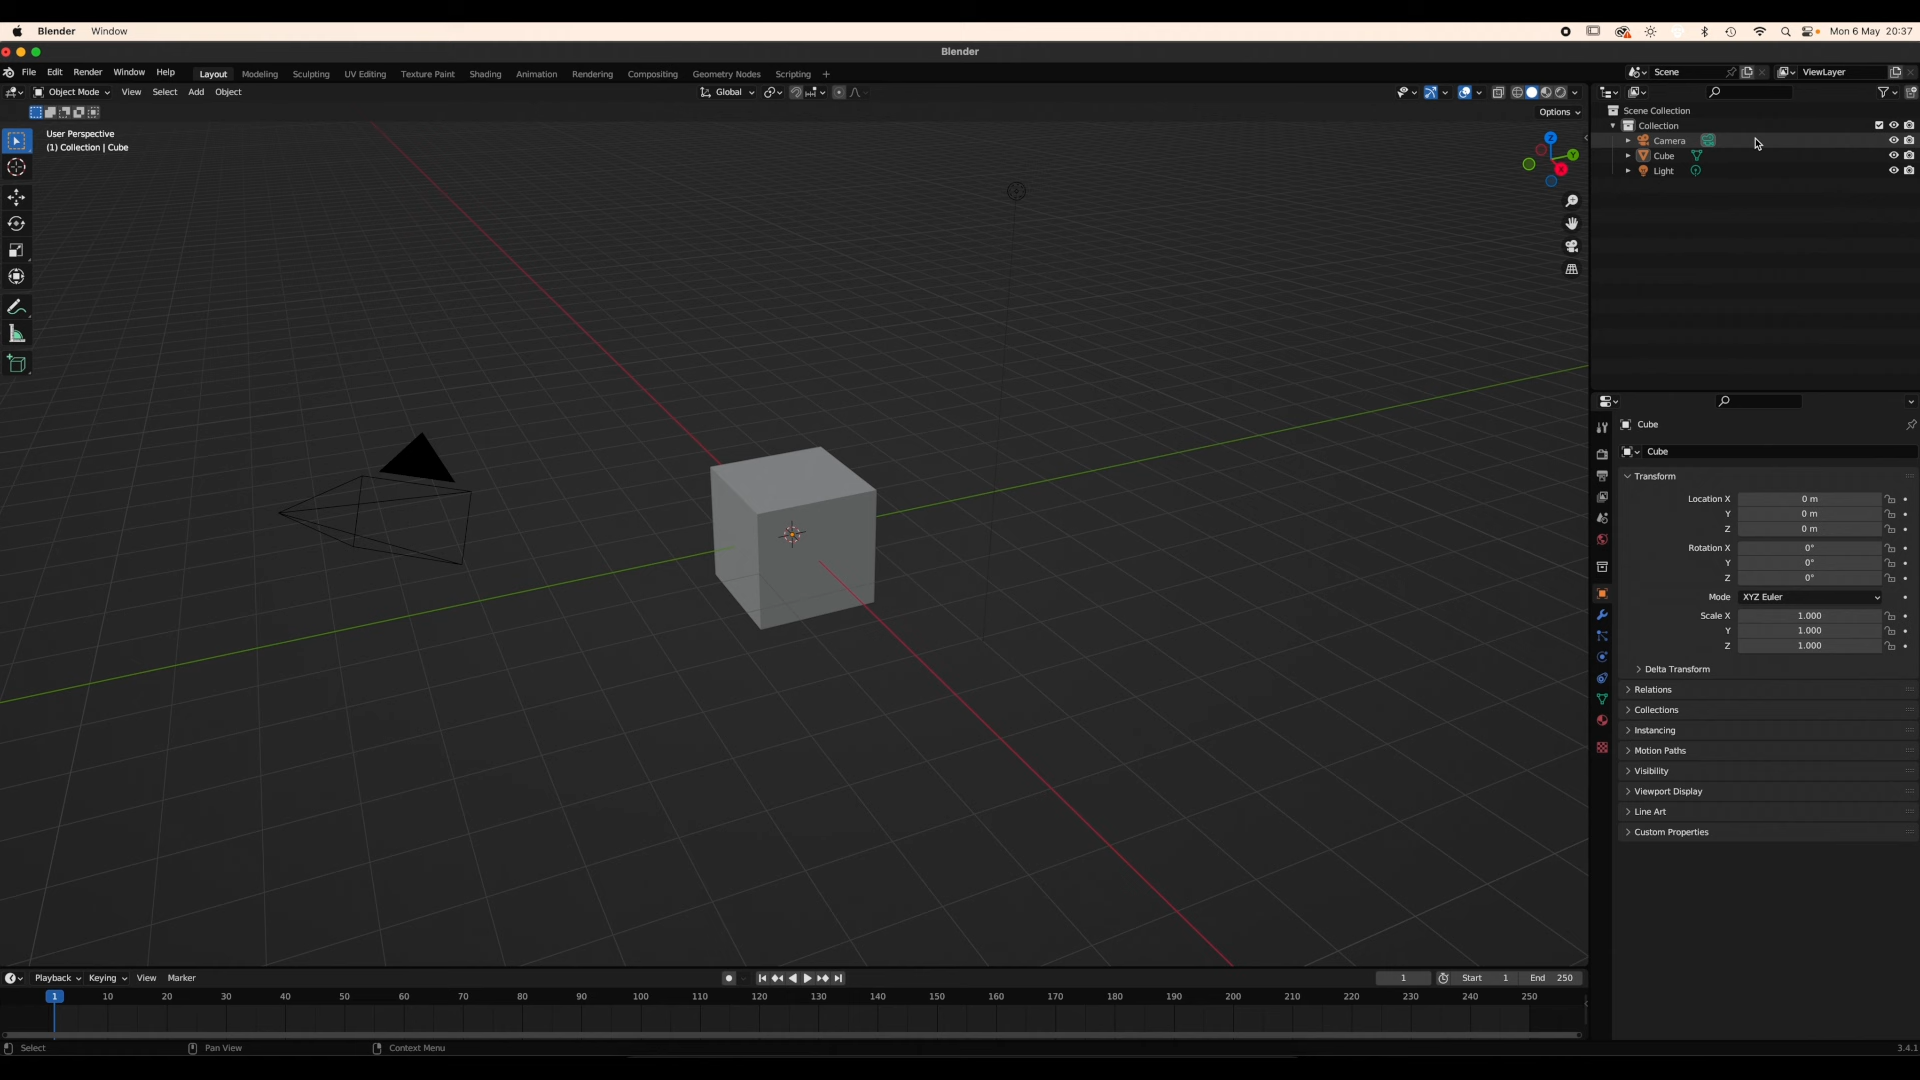 Blender Window Mon 6 May 20:37
Blender
File Edit Render Window Help Layout Modeling Sculpting UV Editing Texture Paint Shading Animation Rendering Compositing Geometry Nodes Scripting + Scene ViewLayer
Object Mode View Select Add Object Global
Options
User Perspective
(1) Collection | Cube
Z
Y
X
Scene Collection
Collection
Camera
Cube
Light
Cube
Cube
Transform
Location X 0 m
Y 0 m
Z 0 m
Rotation X 0°
Y 0°
Z 0°
Mode XYZ Euler
Scale X 1.000
Y 1.000
Z 1.000
Delta Transform
Relations
Collections
Instancing
Motion Paths
Visibility
Viewport Display
Line Art
Custom Properties
Playback Keying View Marker 1 Start 1 End 250
1 10 20 30 40 50 60 70 80 90 100 110 120 130 140 150 160 170 180 190 200 210 220 230 240 250
Select Pan View Context Menu 3.4.1